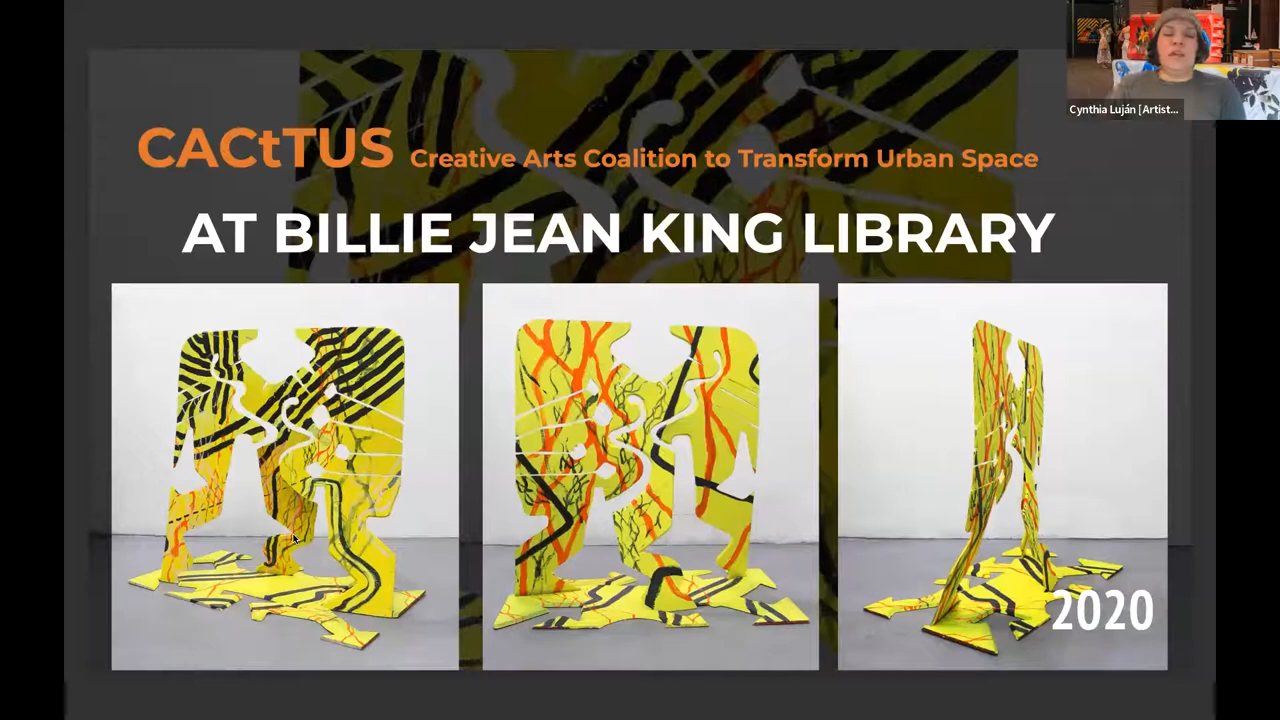 Cynthia Luján [Artist...
CACtTUS Creative Arts Coalition to Transform Urban Space
AT BILLIE JEAN KING LIBRARY
2020